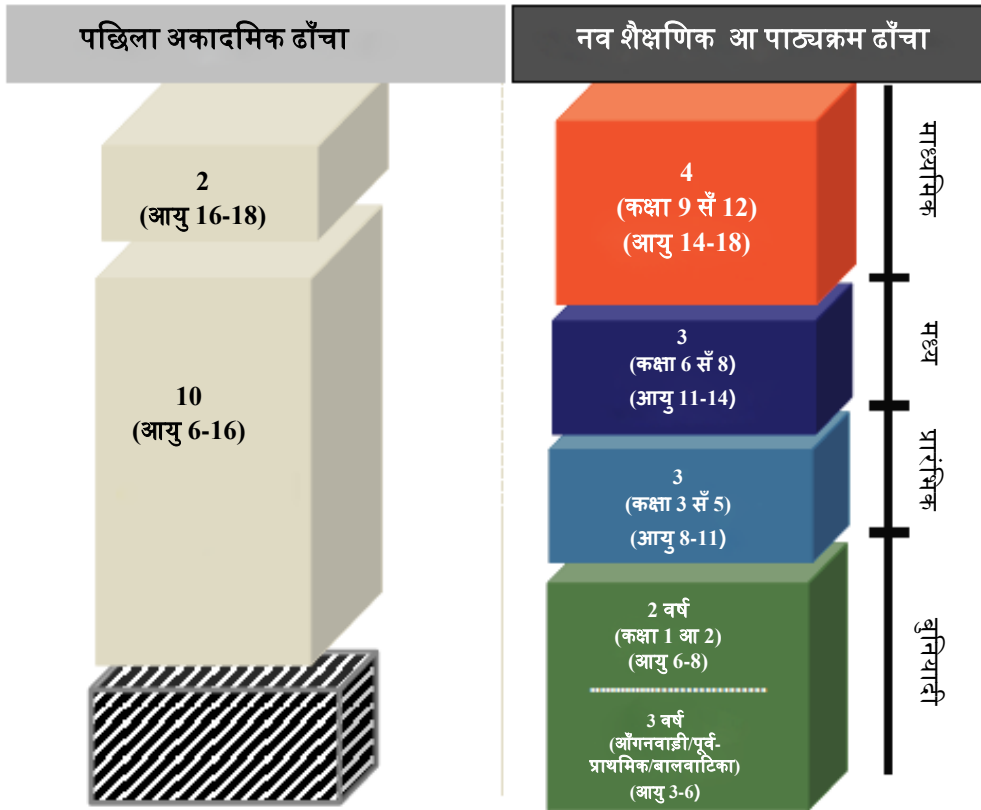 पछिला अकादमिक ढाँचा
2
(आयु 16-18)
10
(आयु 6-16)
नव शैक्षणिक आ पाठ्यक्रम ढाँचा
4
(कक्षा 9 सँ 12)
(आयु 14-18)
3
(कक्षा 6 सँ 8)
(आयु 11-14)
3
(कक्षा 3 सँ 5)
(आयु 8-11)
2 वर्ष
(कक्षा 1 आ 2)
(आयु 6-8)
3 वर्ष
(आँगनवाड़ी/पूर्व-
प्राथमिक/बालवाटिका)
(आयु 3-6)
माध्यमिक
मध्य
प्रारंभिक
बुनियादी